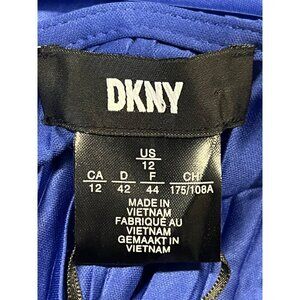 DKNY
US
12
CA D F CH
12 42 44 175/108A
MADE IN
VIETNAM
FABRIQUÉ AU
VIETNAM
GEMAAKT IN
VIETNAM